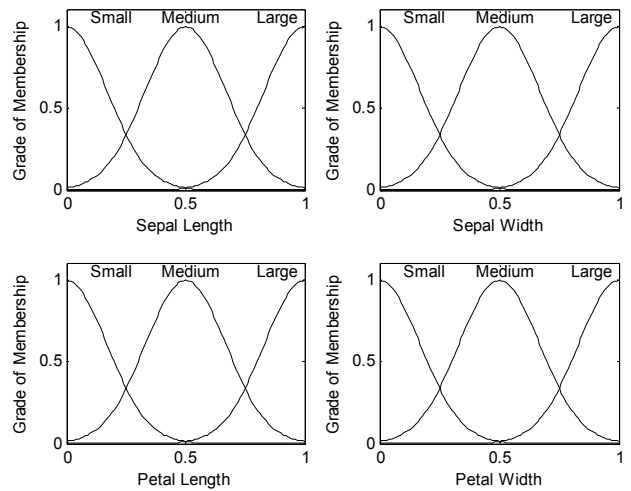 Small Medium Large
Grade of Membership
1
0.5
0
0 0.5 1
Sepal Length
Small Medium Large
Grade of Membership
1
0.5
0
0 0.5 1
Sepal Width
Small Medium Large
Grade of Membership
1
0.5
0
0 0.5 1
Petal Length
Small Medium Large
Grade of Membership
1
0.5
0
0 0.5 1
Petal Width